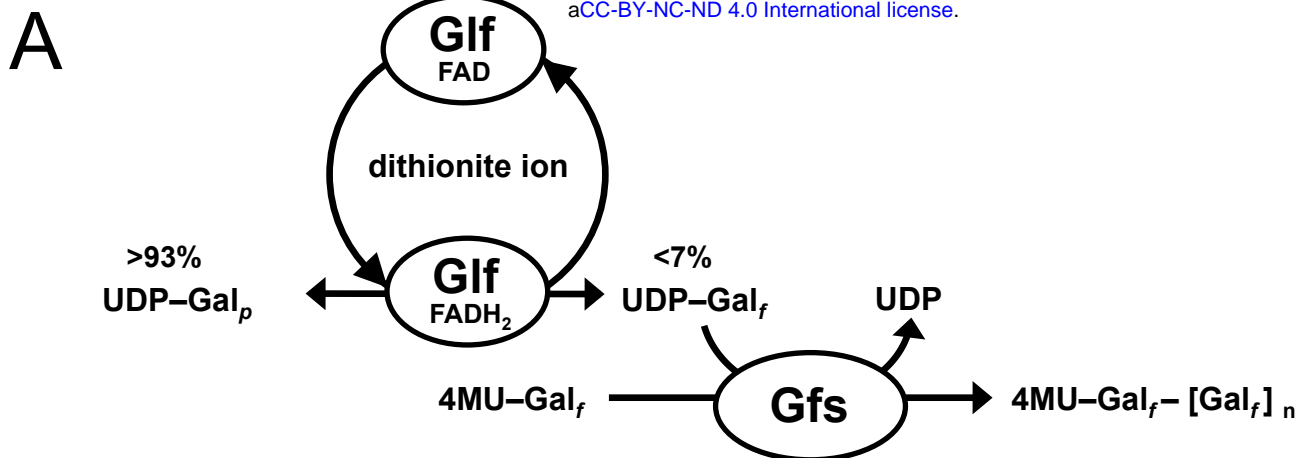 aCC-BY-NC-ND 4.0 International license.
A
Glf
FAD
dithionite ion
>93%
UDP–Galp
Glf
FADH2
<7%
UDP–Galf
UDP
4MU–Galf
Gfs
4MU–Galf– [Galf] n